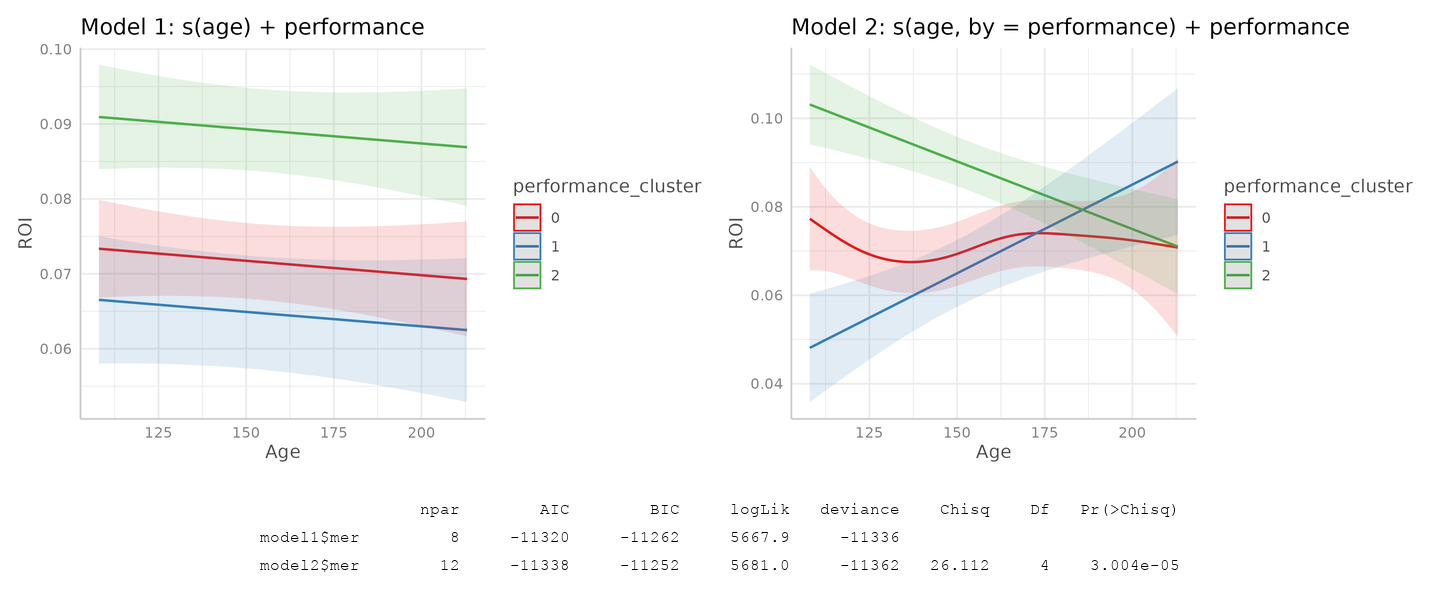 Model 1: s(age) + performance
0.10
0.09
0.08
0.07
0.06
ROI
125 150 175 200
Age
performance_cluster
0
1
2
Model 2: s(age, by = performance) + performance
0.10
0.08
0.06
0.04
ROI
125 150 175 200
Age
performance_cluster
0
1
2
npar AIC BIC logLik deviance Chisq Df Pr(>Chisq)
model1$mer 8 -11320 -11262 5667.9 -11336
model2$mer 12 -11338 -11252 5681.0 -11362 26.112 4 3.004e-05